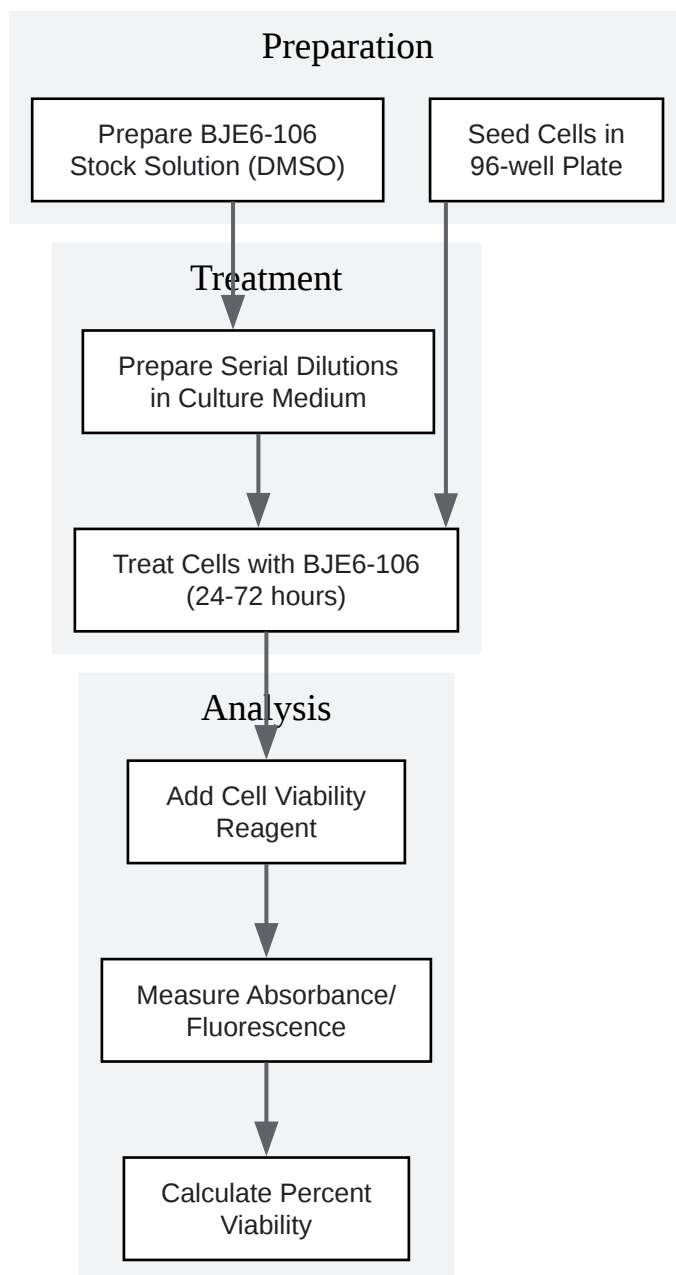 Preparation
Prepare BJE6-106
Stock Solution (DMSO)
Seed Cells in
96-well Plate
Treatment
Prepare Serial Dilutions
in Culture Medium
Treat Cells with BJE6-106
(24-72 hours)
Analysis
Add Cell Viability
Reagent
Measure Absorbance/
Fluorescence
Calculate Percent
Viability